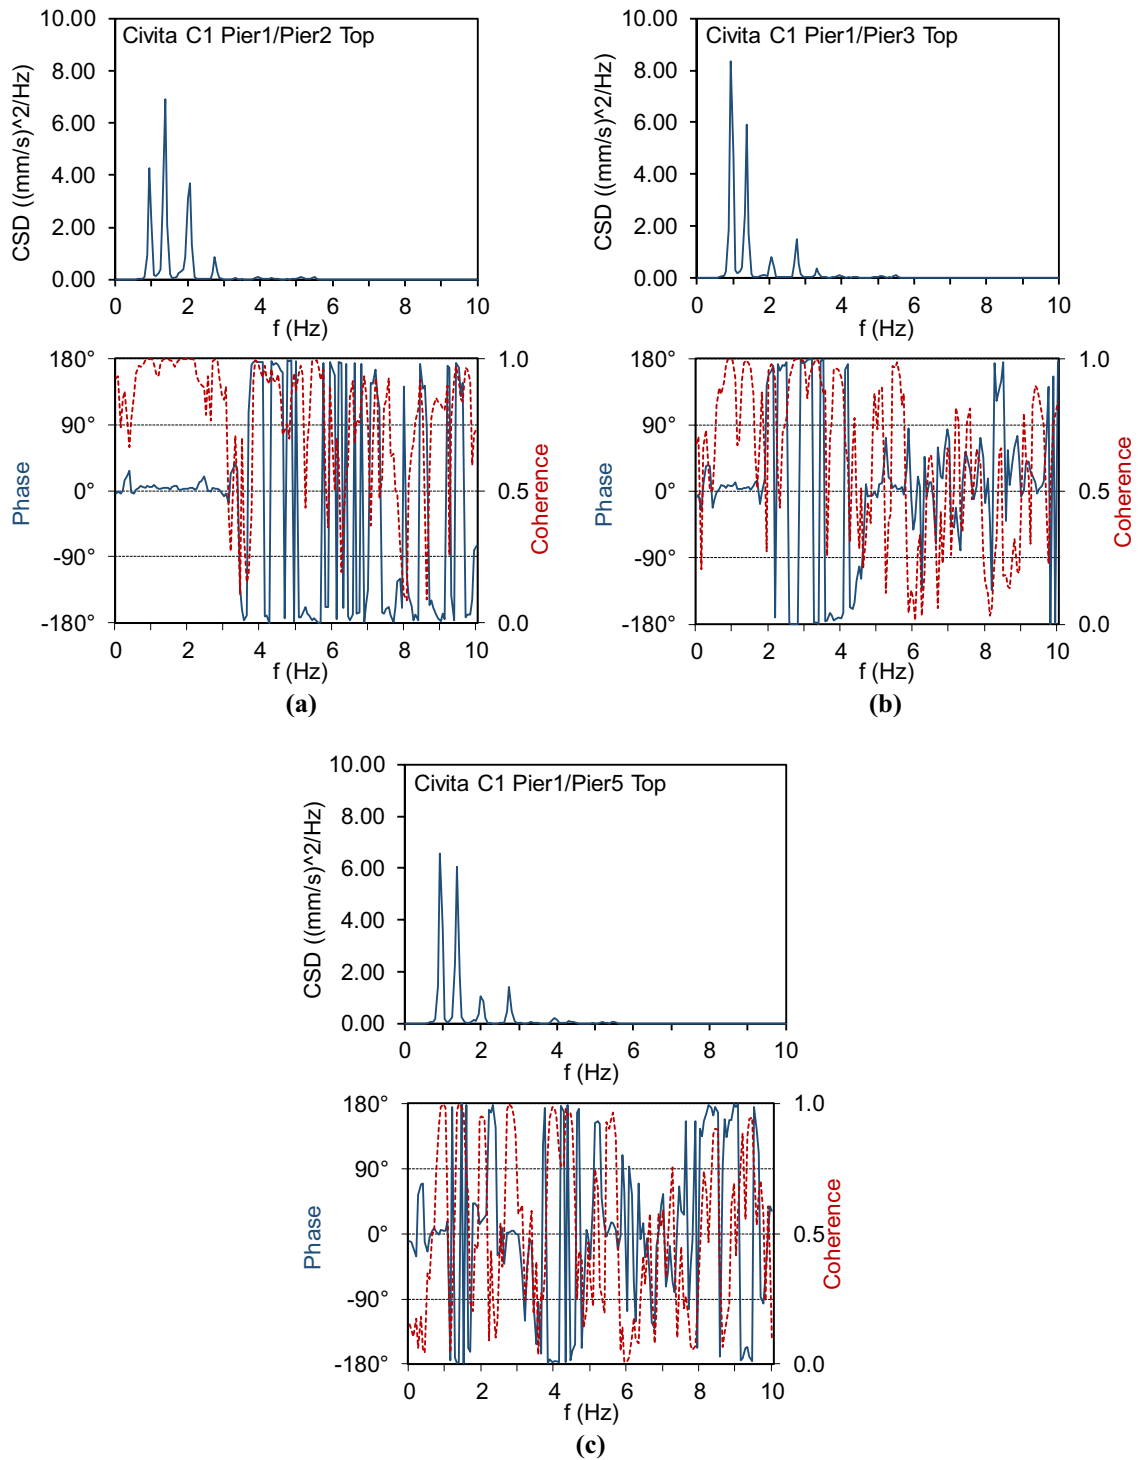 Civita C1 Pier1/Pier2 Top
CSD ((mm/s)^2/Hz)
10.00
8.00
6.00
4.00
2.00
0.00
0 2 4 6 8 10
f (Hz)
Phase
180°
90°
0°
-90°
-180°
1.0
0.5
0.0
Coherence
0 2 4 6 8 10
f (Hz)
(a)
Civita C1 Pier1/Pier3 Top
CSD ((mm/s)^2/Hz)
10.00
8.00
6.00
4.00
2.00
0.00
0 2 4 6 8 10
f (Hz)
Phase
180°
90°
0°
-90°
-180°
1.0
0.5
0.0
Coherence
0 2 4 6 8 10
f (Hz)
(b)
Civita C1 Pier1/Pier5 Top
CSD ((mm/s)^2/Hz)
10.00
8.00
6.00
4.00
2.00
0.00
0 2 4 6 8 10
f (Hz)
Phase
180°
90°
0°
-90°
-180°
1.0
0.5
0.0
Coherence
0 2 4 6 8 10
f (Hz)
(c)